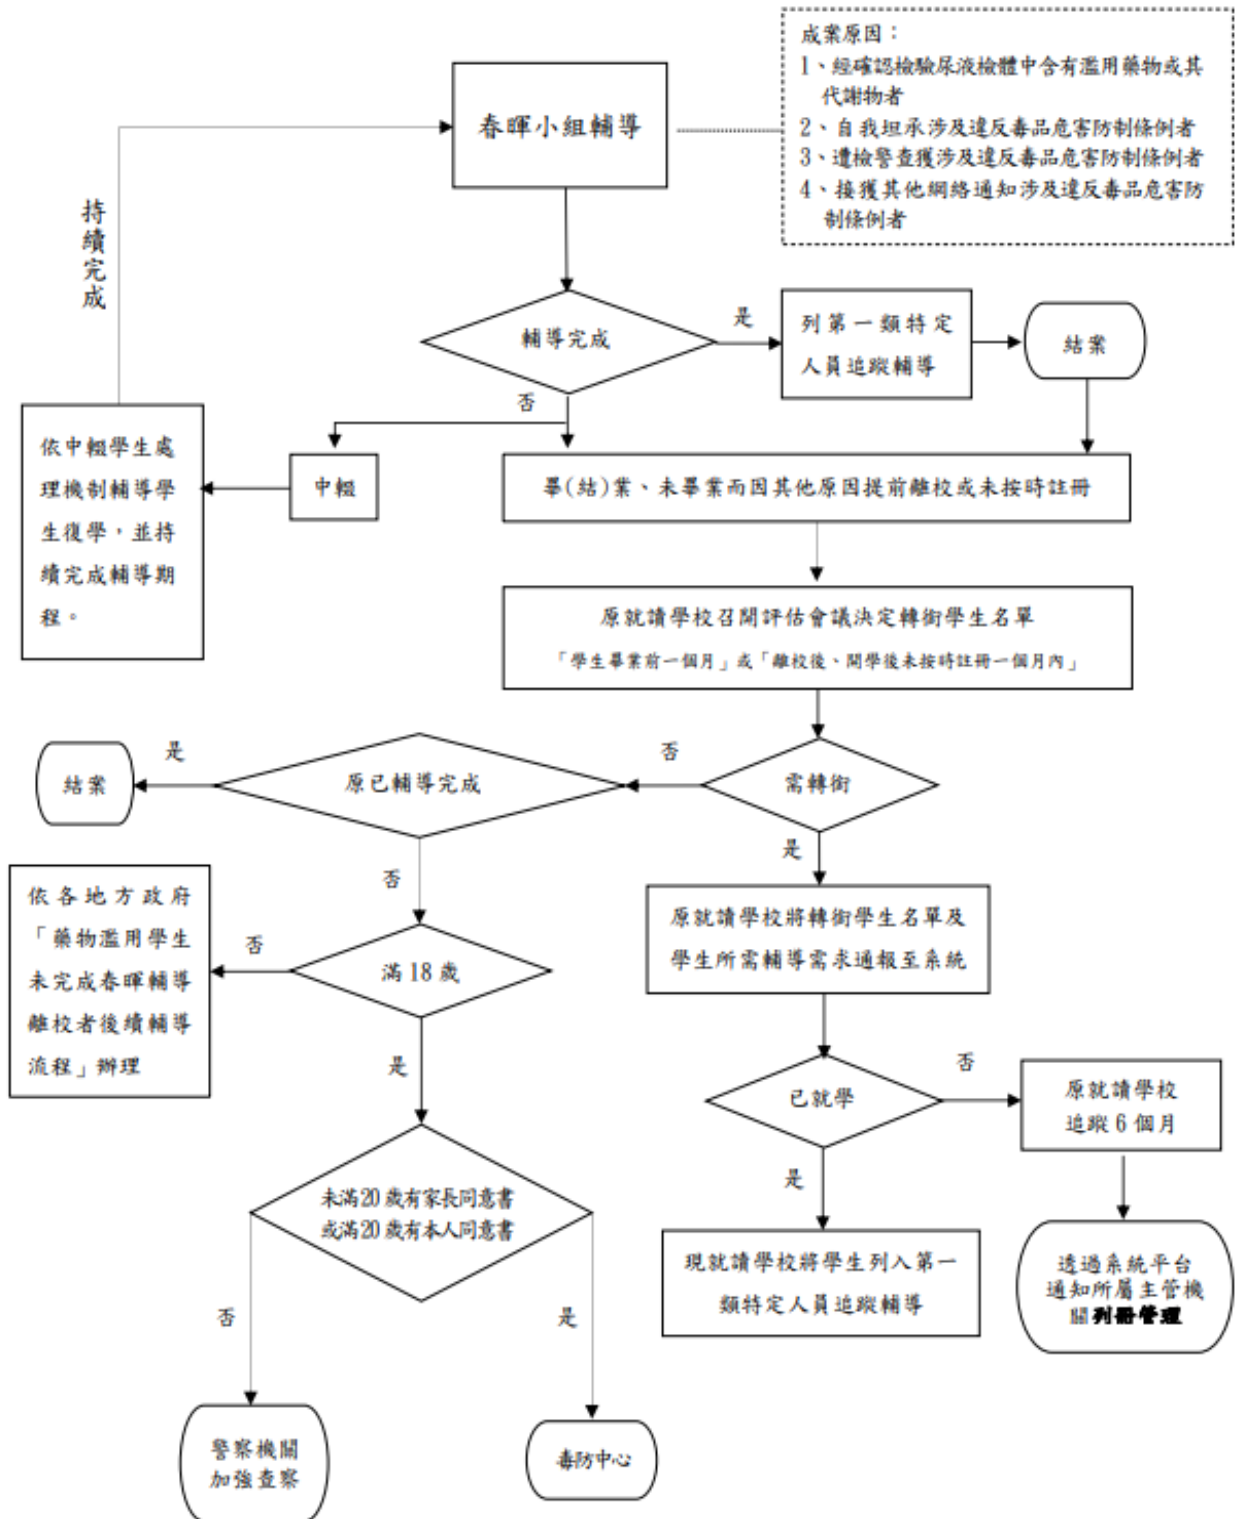 成案原因：
1、經確認檢驗尿液檢體中含有濫用藥物或其
代謝物者
2、自我坦承涉及違反毒品危害防制條例者
3、遭檢警查獲涉及違反毒品危害防制條例者
4、接獲其他網絡通知涉及違反毒品危害防
制條例者
春暉小組輔導
持續完成
輔導完成
是
列第一類特定
人員追蹤輔導
結案
否
依中輟學生處
理機制輔導學
生復學，並持
續完成輔導期
程。
中輟
畢(結)業、未畢業而因其他原因提前離校或未按時註冊
原就讀學校召開評估會議決定轉銜學生名單
「學生畢業前一個月」或「離校後、開學後未按時註冊一個月內」
結案
是
原已輔導完成
否
需轉銜
否
是
依各地方政府
「藥物濫用學生
未完成春暉輔導
離校者後續輔導
流程」辦理
否
滿 18 歲
原就讀學校將轉銜學生名單及
學生所需輔導需求通報至系統
是
已就學
否
原就讀學校
追蹤 6 個月
未滿 20 歲有家長同意書
或滿 20 歲有本人同意書
是
現就讀學校將學生列入第一
類特定人員追蹤輔導
透過系統平台
通知所屬主管機
關列冊管理
否
是
警察機關
加強查察
毒防中心